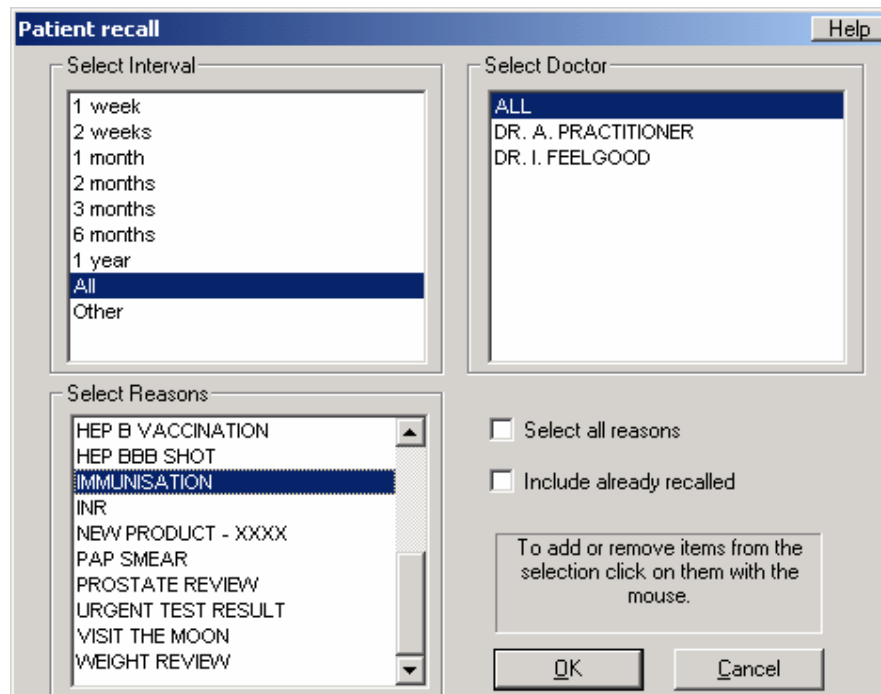 Patient recall
Help
Select Interval
1 week
2 weeks
1 month
2 months
3 months
6 months
1 year
All
Other
Select Doctor
ALL
DR. A. PRACTITIONER
DR. I. FEELGOOD
Select Reasons
HEP B VACCINATION
HEP BBB SHOT
IMMUNISATION
INR
NEW PRODUCT - XXXX
PAP SMEAR
PROSTATE REVIEW
URGENT TEST RESULT
VISIT THE MOON
WEIGHT REVIEW
Select all reasons
Include already recalled
To add or remove items from the
selection click on them with the
mouse.
OK
Cancel